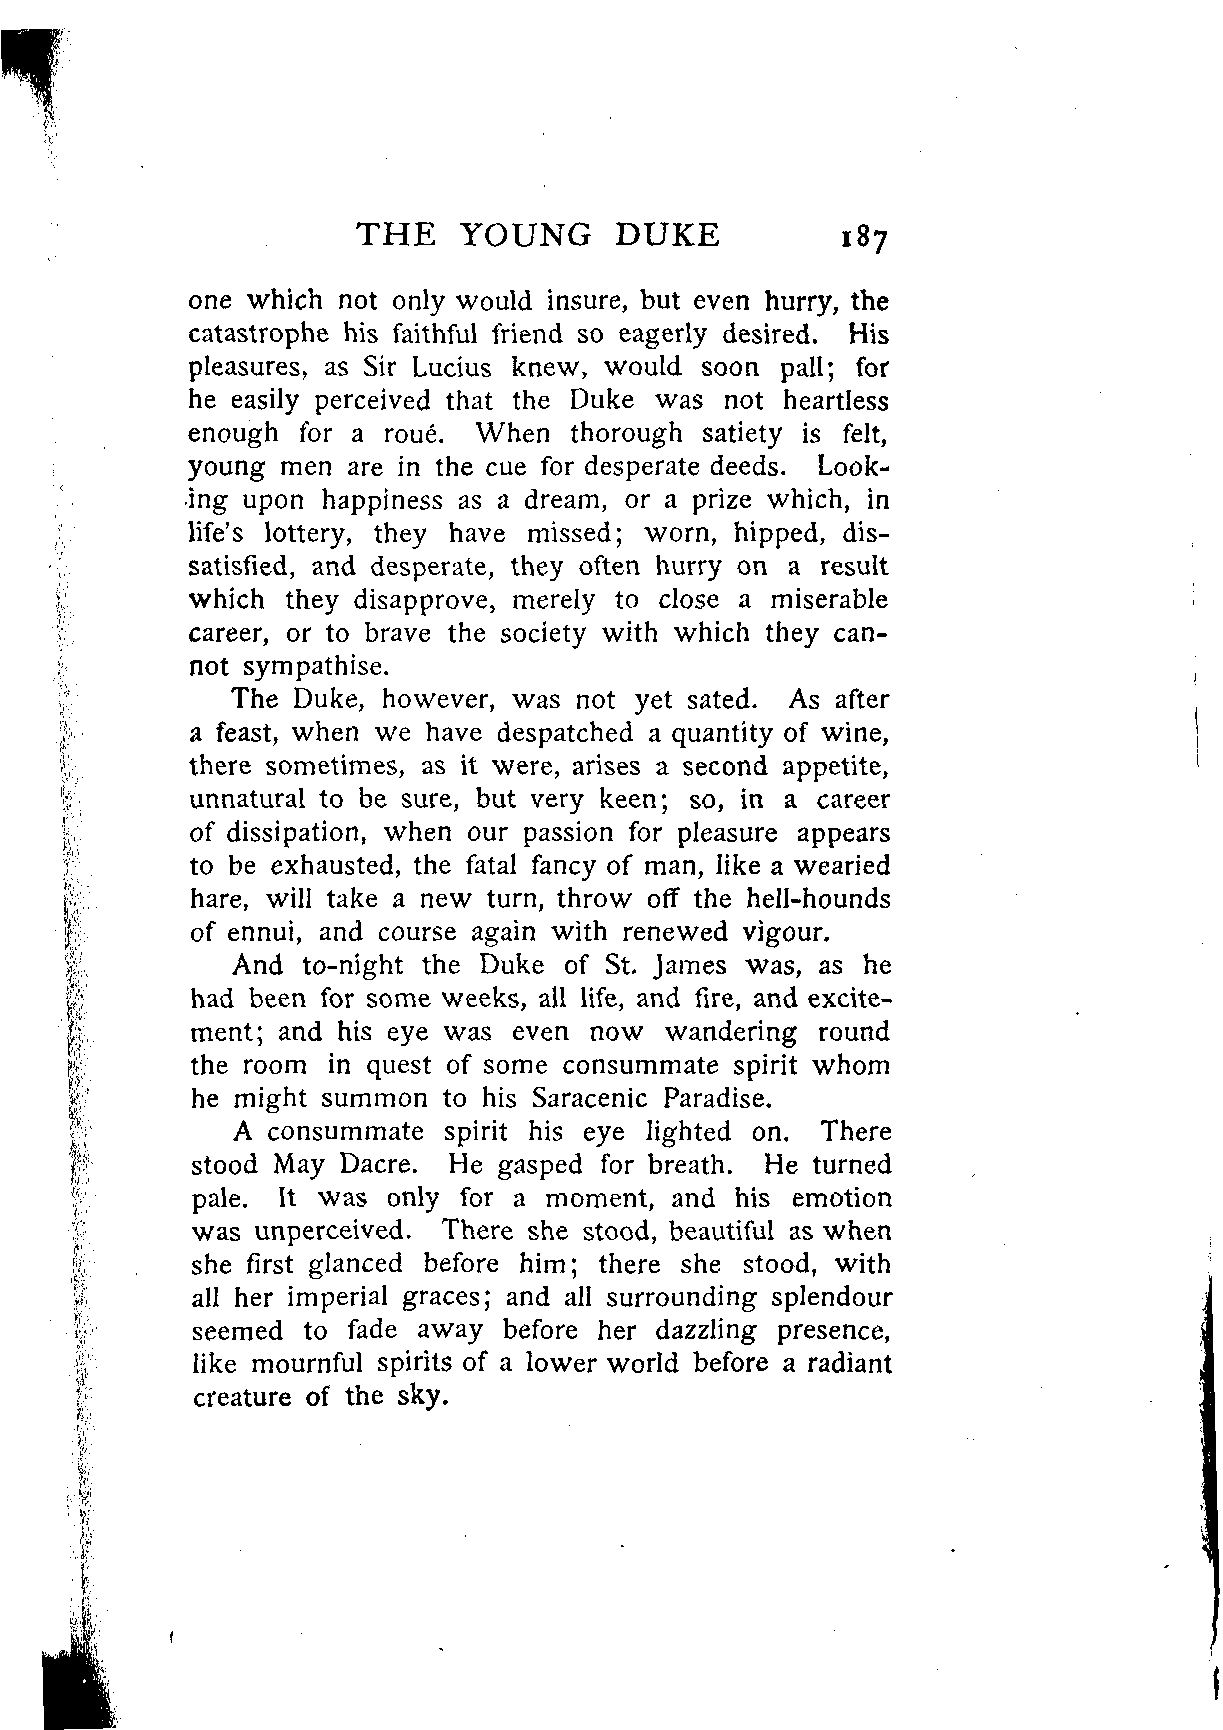 THE YOUNG DUKE 187
one which not only would insure, but even hurry, the
catastrophe his faithful friend so eagerly desired. His
pleasures, as Sir Lucius knew, would soon pall; for
he easily perceived that the Duke was not heartless
enough for a roué. When thorough satiety is felt,
young men are in the cue for desperate deeds. Look-
ing upon happiness as a dream, or a prize which, in
life's lottery, they have missed; worn, hipped, dis-
satisfied, and desperate, they often hurry on a result
which they disapprove, merely to close a miserable
career, or to brave the society with which they can-
not sympathise.
The Duke, however, was not yet sated. As after
a feast, when we have despatched a quantity of wine,
there sometimes, as it were, arises a second appetite,
unnatural to be sure, but very keen; so, in a career
of dissipation, when our passion for pleasure appears
to be exhausted, the fatal fancy of man, like a wearied
hare, will take a new turn, throw off the hell-hounds
of ennui, and course again with renewed vigour.
And to-night the Duke of St. James was, as he
had been for some weeks, all life, and fire, and excite-
ment; and his eye was even now wandering round
the room in quest of some consummate spirit whom
he might summon to his Saracenic Paradise.
A consummate spirit his eye lighted on. There
stood May Dacre. He gasped for breath. He turned
pale. It was only for a moment, and his emotion
was unperceived. There she stood, beautiful as when
she first glanced before him; there she stood, with
all her imperial graces; and all surrounding splendour
seemed to fade away before her dazzling presence,
like mournful spirits of a lower world before a radiant
creature of the sky.